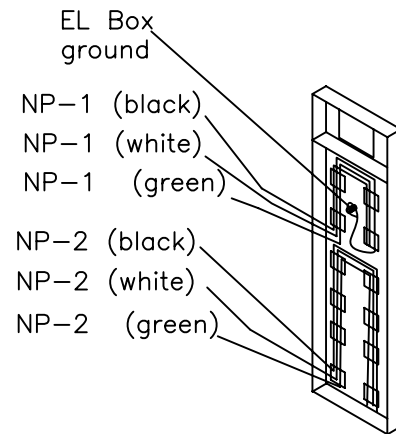 EL Box
ground
NP-1 (black)
NP-1 (white)
NP-1 (green)
NP-2 (black)
NP-2 (white)
NP-2 (green)